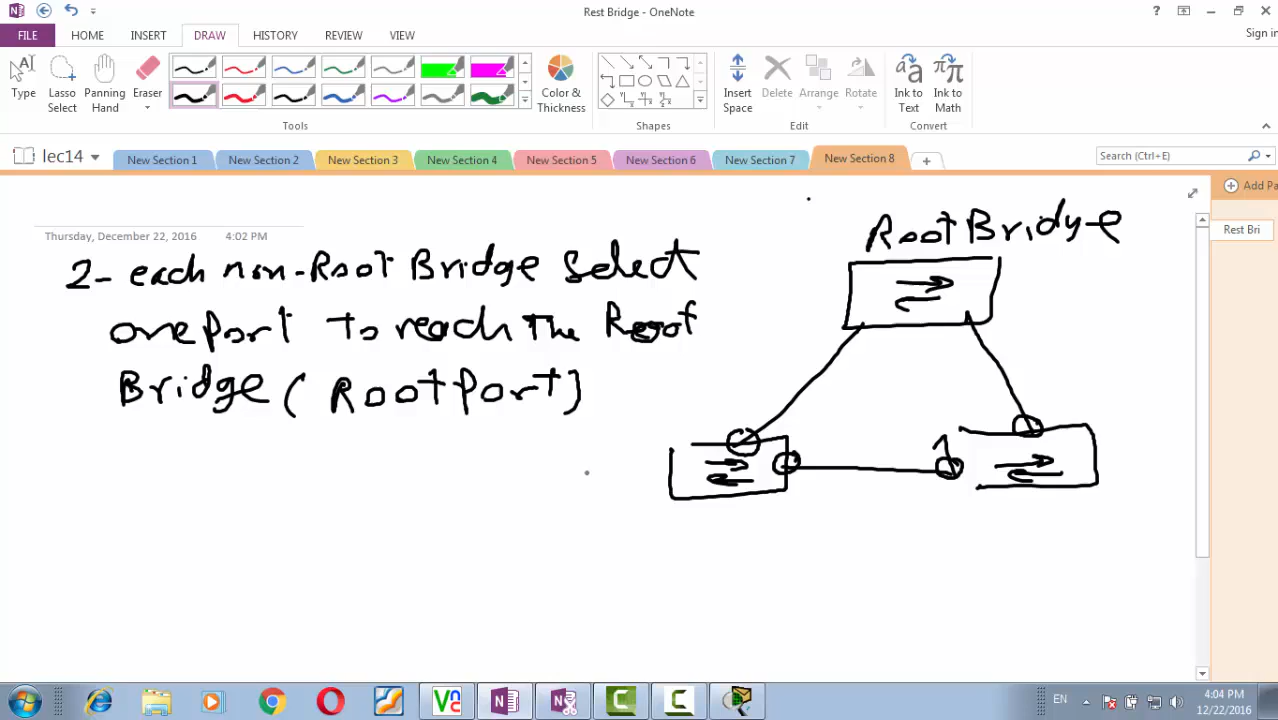 Rest Bridge - OneNote
FILE
HOME
INSERT
DRAW
HISTORY
REVIEW
VIEW
Sign in
Type
Lasso Select
Panning Hand
Eraser
Color & Thickness
Insert Space
Delete
Arrange
Rotate
Ink to Text
Ink to Math
Tools
Shapes
Edit
Convert
lec14
New Section 1
New Section 2
New Section 3
New Section 4
New Section 5
New Section 6
New Section 7
New Section 8
Search (Ctrl+E)
Add Pa
Rest Bri
Thursday, December 22, 2016 4:02 PM
2- each non-Root Bridge select
one port to reach the Root
Bridge ( Root port )
Root Bridge
EN
4:04 PM
12/22/2016